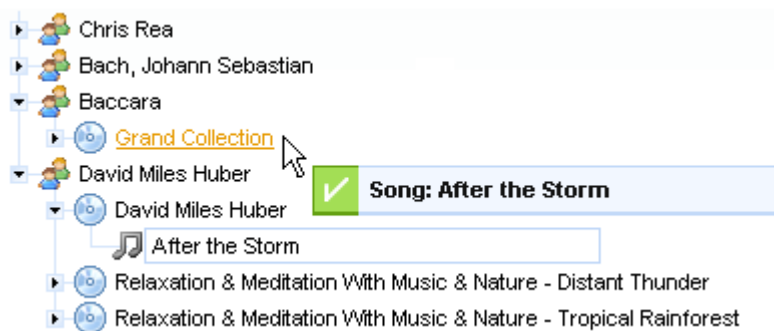 Chris Rea
Bach, Johann Sebastian
Baccara
Grand Collection
David Miles Huber
Song: After the Storm
David Miles Huber
After the Storm
Relaxation & Meditation With Music & Nature - Distant Thunder
Relaxation & Meditation With Music & Nature - Tropical Rainforest